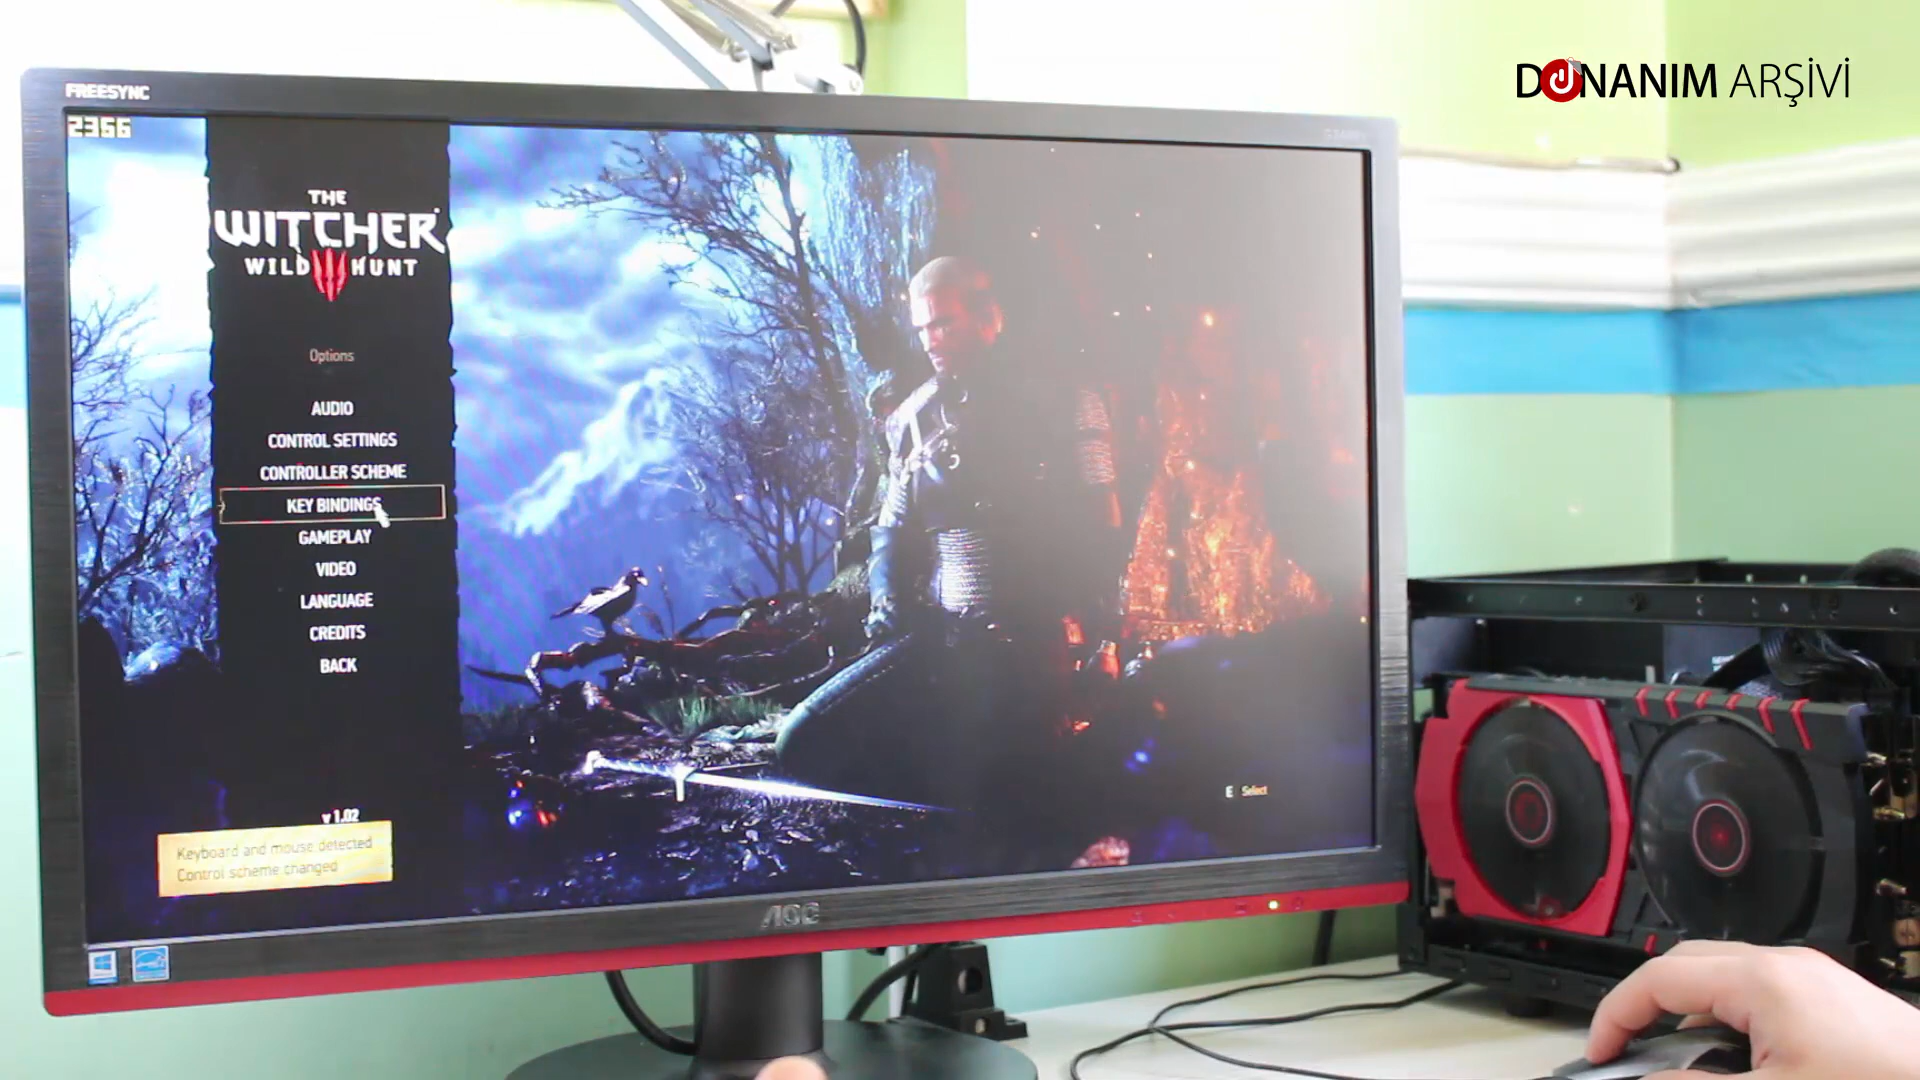 DONANIM ARŞİVİ
FREESYNC
2356
THE
WITCHER
WILD HUNT
Options
AUDIO
CONTROL SETTINGS
CONTROLLER SCHEME
KEY BINDINGS
GAMEPLAY
VIDEO
LANGUAGE
CREDITS
BACK
E Select
v 1.02
Keyboard and mouse detected
Control scheme changed
AOC